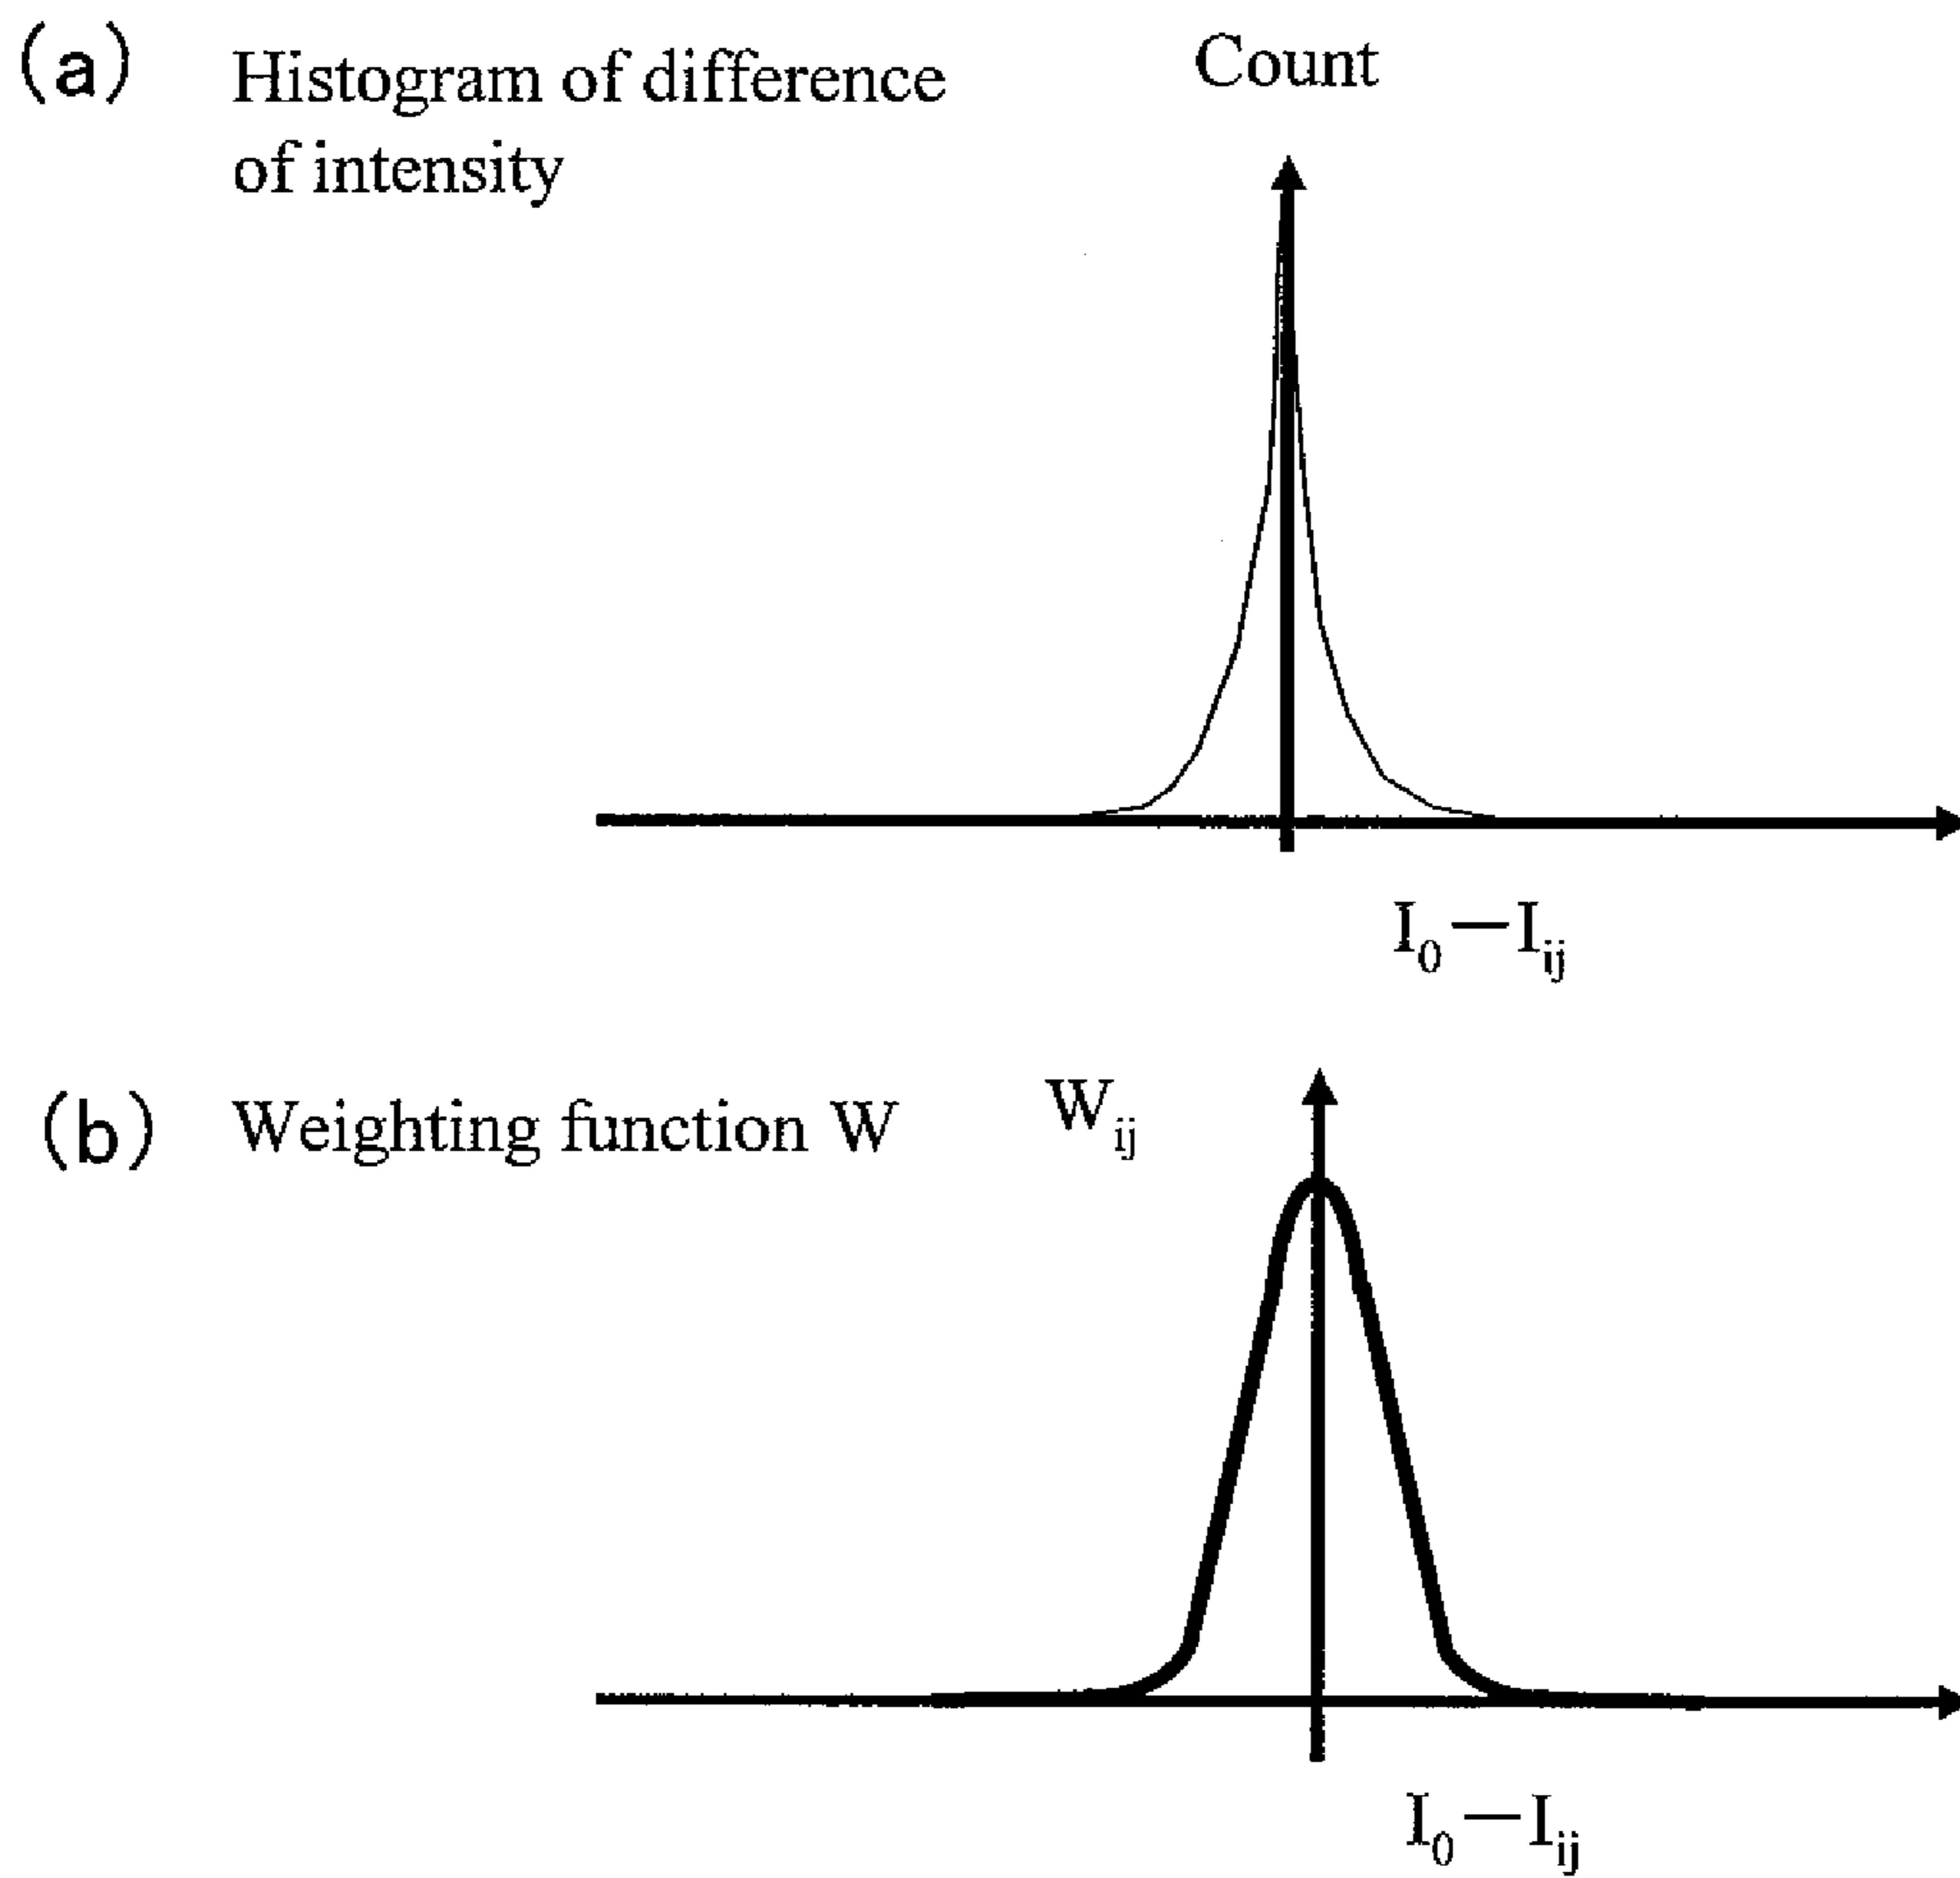 (a) Histogram of difference
of intensity
Count
I₀－Iᵢⱼ
(b) Weighting function W
Wᵢⱼ
I₀－Iᵢⱼ